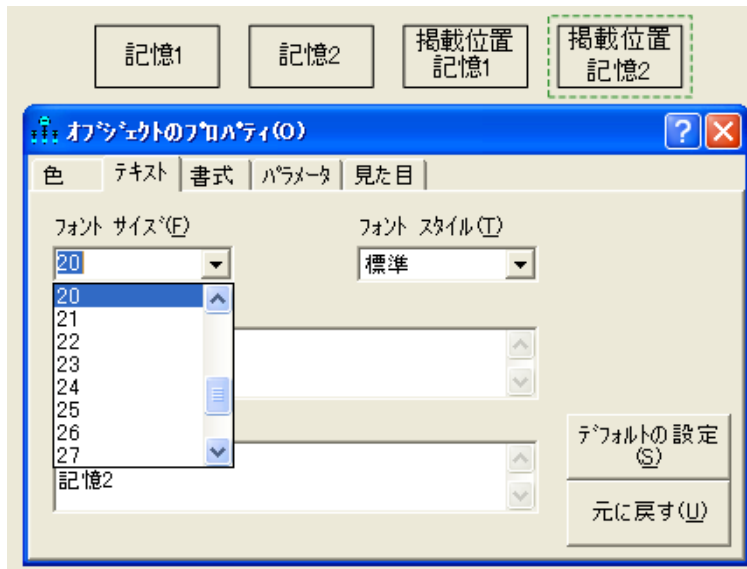 記憶1
記憶2
掲載位置
記憶1
掲載位置
記憶2
ｵﾌﾞｼﾞｪｸﾄのﾌﾟﾛﾊﾟﾃｨ(O)
色
ﾃｷｽﾄ
書式
ﾊﾟﾗﾒｰﾀ
見た目
ﾌｫﾝﾄ ｻｲｽﾞ(F)
ﾌｫﾝﾄ ｽﾀｲﾙ(T)
20
標準
20
21
22
23
24
25
26
27
記憶2
ﾃﾞﾌｫﾙﾄの設定
(S)
元に戻す(U)